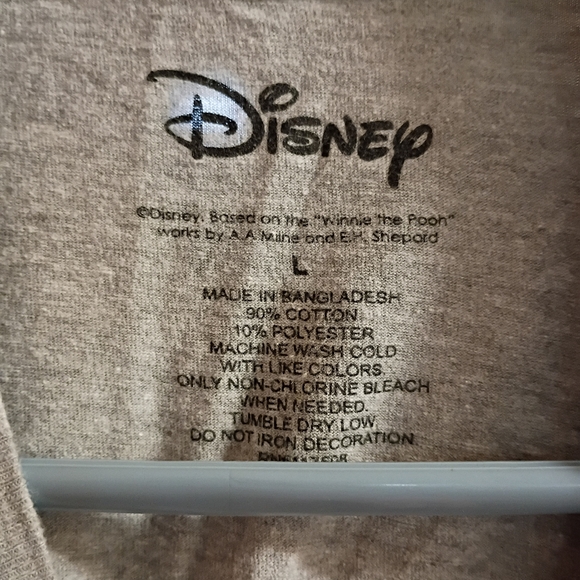 Disney
©Disney. Based on the "Winnie the Pooh"
works by A.A Milne and E.H. Shepard
L
MADE IN BANGLADESH
90% COTTON
10% POLYESTER
MACHINE WASH COLD
WITH LIKE COLORS.
ONLY NON-CHLORINE BLEACH
WHEN NEEDED.
TUMBLE DRY LOW
DO NOT IRON DECORATION